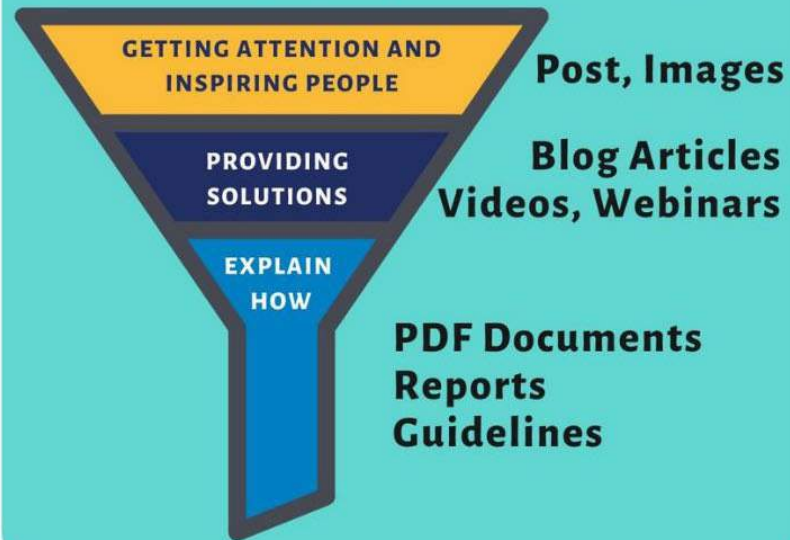 GETTING ATTENTION AND
INSPIRING PEOPLE
Post, Images
PROVIDING
SOLUTIONS
Blog Articles
Videos, Webinars
EXPLAIN
HOW
PDF Documents
Reports
Guidelines